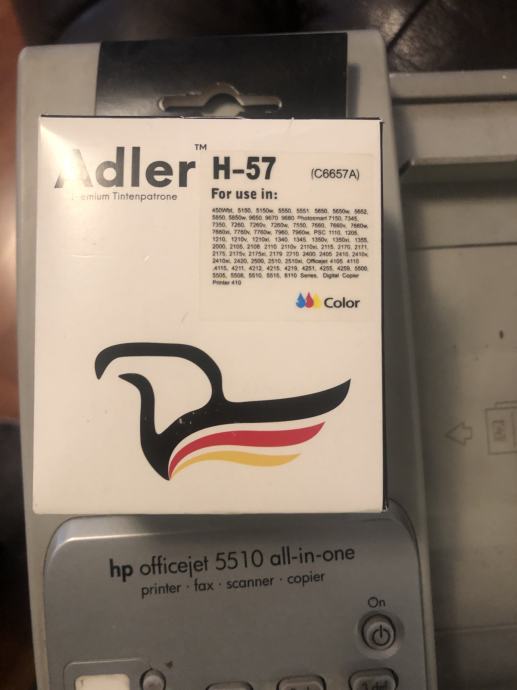 Adler™
Premium Tintenpatrone
H-57 (C6657A)
For use in:
450Wbt, 5150, 5150w, 5550, 5551, 5650, 5650w, 5652,
5850, 5850w, 9650, 9670 9680 Photosmart 7150, 7345,
7350, 7260, 7260v, 7260w, 7550, 7660, 7660v, 7660w,
7660xi, 7760v, 7760w, 7960, 7960w, PSC 1110, 1205,
1210, 1210v, 1210xi, 1340, 1345, 1350v, 1350xi, 1355,
2000, 2105, 2108 2110, 2110v 2110xi, 2115, 2170, 2171,
2175, 2175v, 2175xi, 2179 2710 2400, 2405 2410, 2410v,
2410xi, 2420, 2500, 2510, 2510xi, Officejet 4105 4110
,4115, 4211, 4212, 4215, 4219, 4251, 4255, 4259, 5500,
5505, 5508, 5510, 5515, 6110 Series, Digital Copier
Printer 410
Color
hp officejet 5510 all-in-one
printer · fax · scanner · copier
On